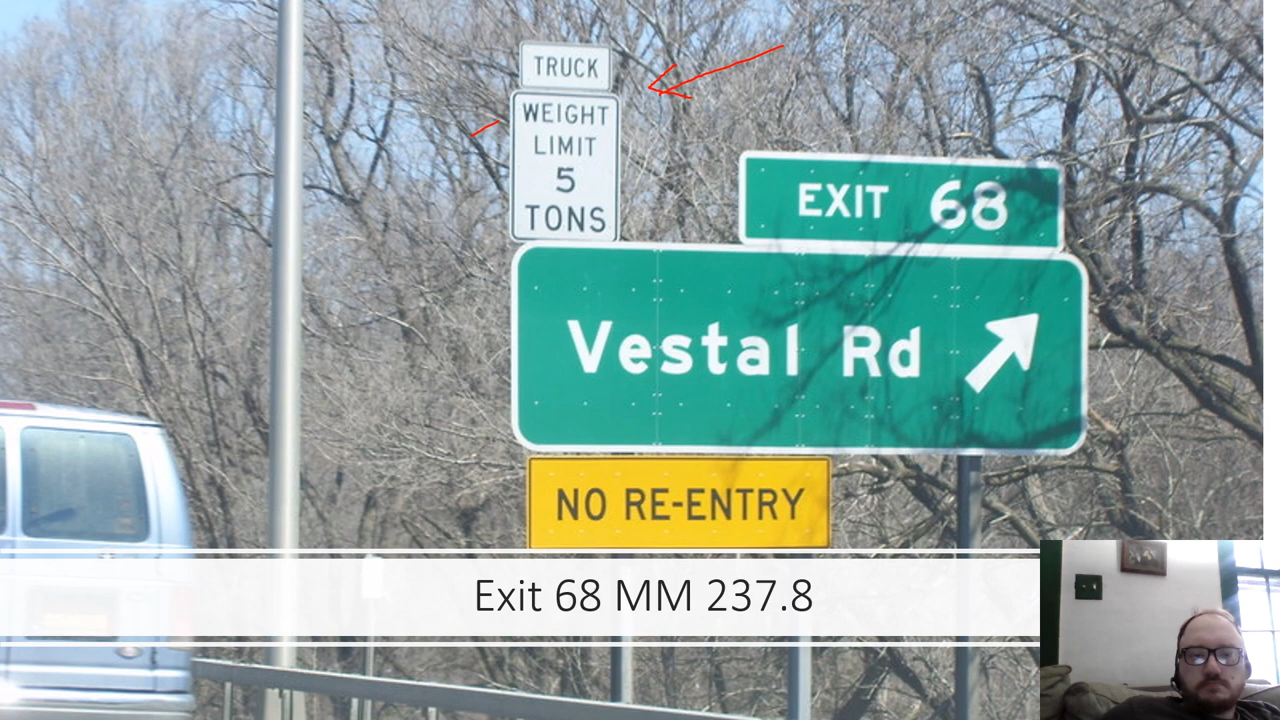 TRUCK
WEIGHT
LIMIT
5
TONS
EXIT 68
Vestal Rd
NO RE-ENTRY
Exit 68 MM 237.8